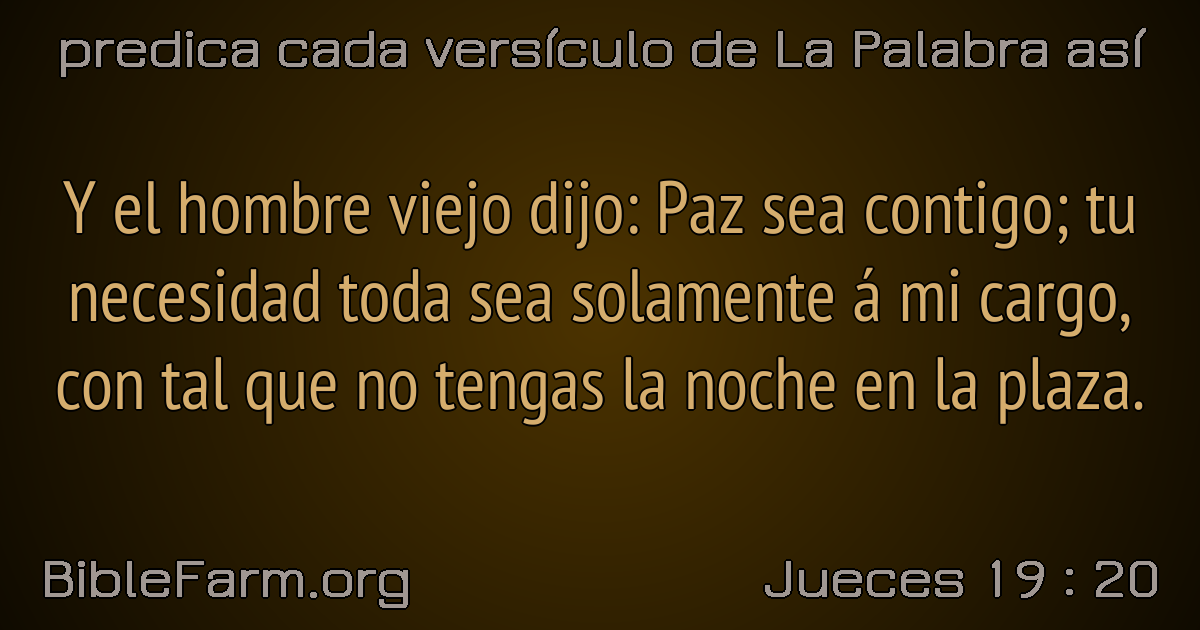 predica cada versículo de La Palabra así
Y el hombre viejo dijo: Paz sea contigo; tu
necesidad toda sea solamente á mi cargo,
con tal que no tengas la noche en la plaza.
BibleFarm.org
Jueces 19 : 20